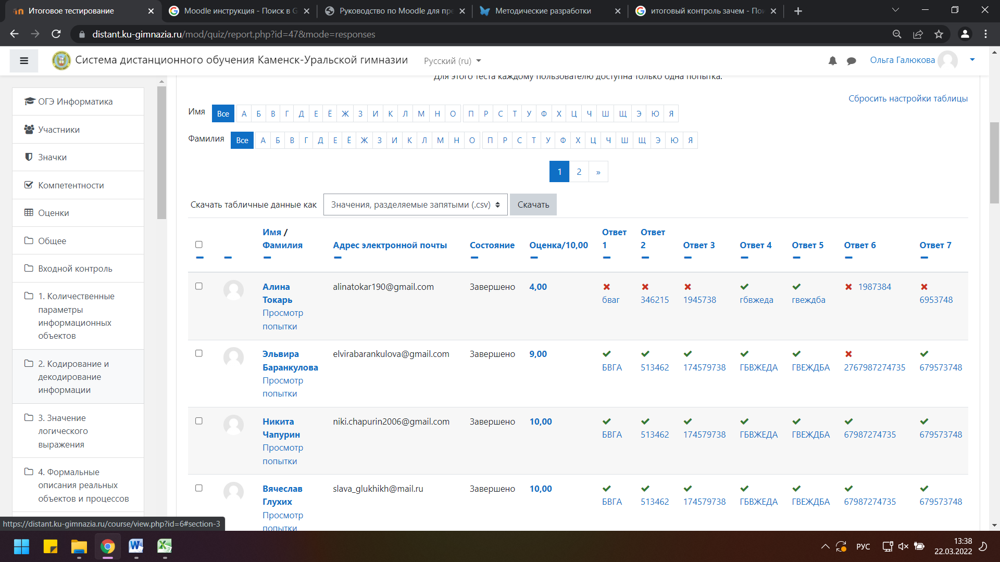 Итоговое тестирование
Moodle инструкция - Поиск в G
Руководство по Moodle для пре
Методические разработки
итоговый контроль зачем - Пои
distant.ku-gimnazia.ru/mod/quiz/report.php?id=47&mode=responses
Система дистанционного обучения Каменск-Уральской гимназии
Русский (ru)
Ольга Галюкова
Для этого теста каждому пользователю доступна только одна попытка.
Сбросить настройки таблицы
Имя Все А Б В Г Д Е Ё Ж З И К Л М Н О П Р С Т У Ф Х Ц Ч Ш Щ Э Ю Я
Фамилия Все А Б В Г Д Е Ё Ж З И К Л М Н О П Р С Т У Ф Х Ц Ч Ш Щ Э Ю Я
1 2 »
Скачать табличные данные как Значения, разделяемые запятыми (.csv) Скачать
ОГЭ Информатика
Участники
Значки
Компетентности
Оценки
Общее
Входной контроль
1. Количественные
параметры
информационных
объектов
2. Кодирование и
декодирование
информации
3. Значение
логического
выражения
4. Формальные
описания реальных
объектов и процессов
Имя /
Фамилия
Адрес электронной почты
Состояние
Оценка/10,00
Ответ
1
Ответ
2
Ответ 3
Ответ 4
Ответ 5
Ответ 6
Ответ 7
Алина
Токарь
Просмотр
попытки
alinatokar190@gmail.com
Завершено
4,00
бваг
346215
1945738
гбвжеда
гвеждба
1987384
6953748
Эльвира
Баранкулова
Просмотр
попытки
elvirabarankulova@gmail.com
Завершено
9,00
БВГА
513462
174579738
ГБВЖЕДА
ГВЕЖДБА
2767987274735
679573748
Никита
Чапурин
Просмотр
попытки
niki.chapurin2006@gmail.com
Завершено
10,00
БВГА
513462
174579738
ГБВЖЕДА
ГВЕЖДБА
67987274735
679573748
Вячеслав
Глухих
Просмотр
попытки
slava_glukhikh@mail.ru
Завершено
10,00
БВГА
513462
174579738
ГБВЖЕДА
ГВЕЖДБА
67987274735
679573748
https://distant.ku-gimnazia.ru/course/view.php?id=6#section-3
РУС
13:38
22.03.2022